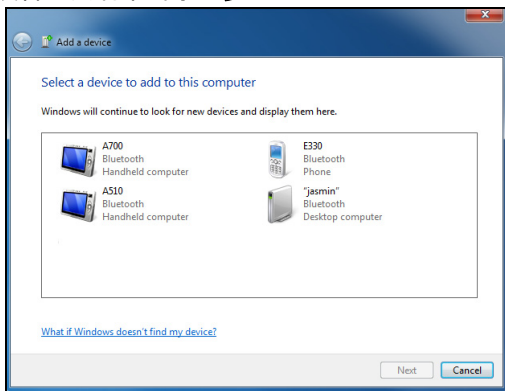 Add a device
Select a device to add to this computer
Windows will continue to look for new devices and display them here.
A700
Bluetooth
Handheld computer
E330
Bluetooth
Phone
A510
Bluetooth
Handheld computer
"jasmin"
Bluetooth
Desktop computer
What if Windows doesn't find my device?
Next Cancel